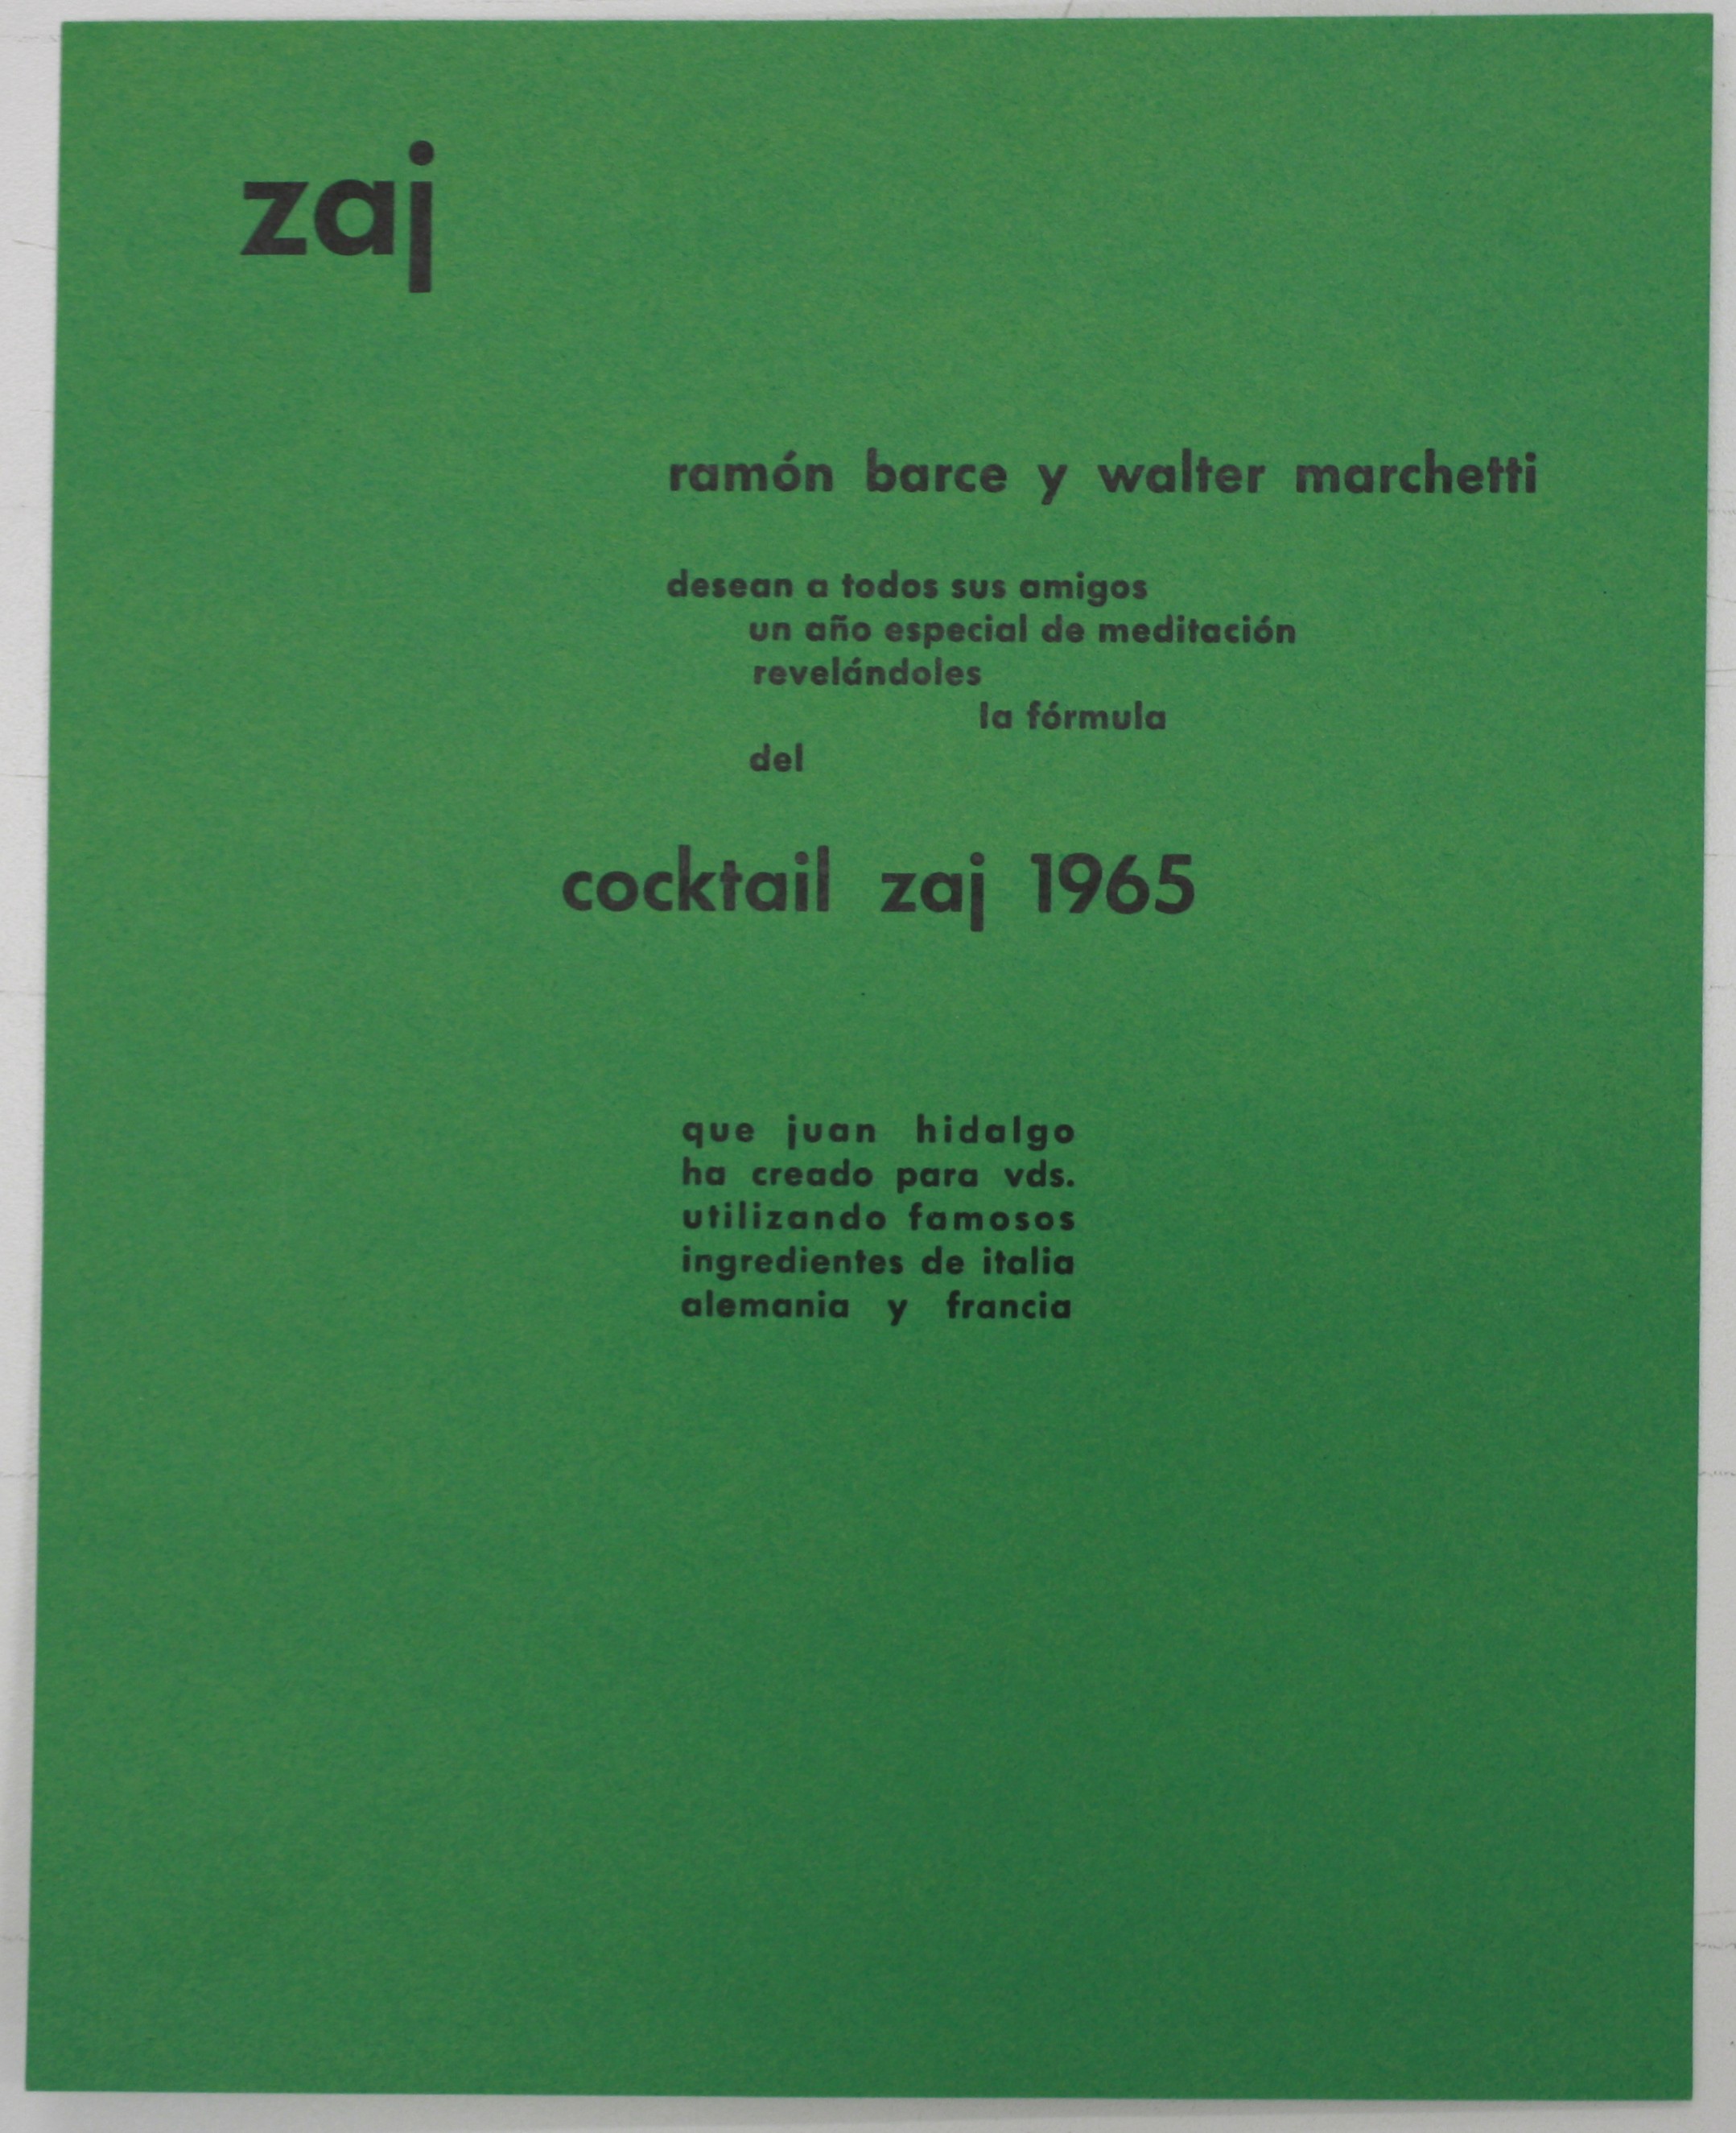 zaj
ramón barce y walter marchetti
desean a todos sus amigos
un año especial de meditación
revelándoles
la fórmula
del
cocktail zaj 1965
que juan hidalgo
ha creado para vds.
utilizando famosos
ingredientes de italia
alemania y francia